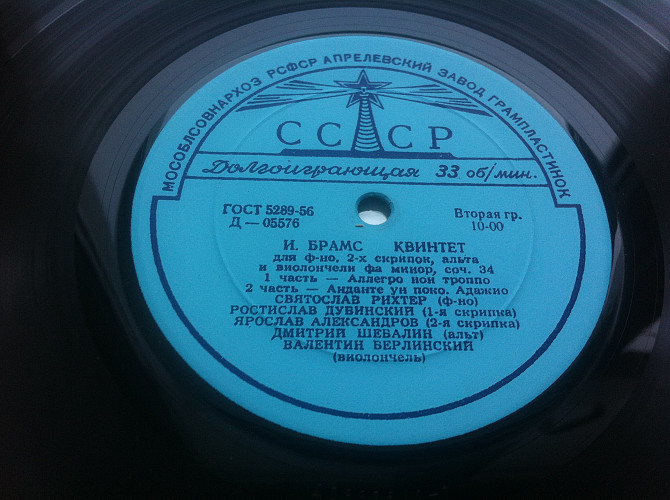 МОСОБЛСОВНАРХОЗ РСФСР АПРЕЛЕВСКИЙ ЗАВОД ГРАМПЛАСТИНОК
СССР
Долгоиграющая 33 об/мин.
ГОСТ 5289-56
Д — 05576
Вторая гр.
10-00
И. БРАМС КВИНТЕТ
для ф-но, 2-х скрипок, альта
и виолончели фа минор, соч. 34
1 часть — Аллегро нон троппо
2 часть — Анданте ун поко. Адажио
СВЯТОСЛАВ РИХТЕР (ф-но)
РОСТИСЛАВ ДУБИНСКИЙ (1-я скрипка)
ЯРОСЛАВ АЛЕКСАНДРОВ (2-я скрипка)
ДМИТРИЙ ШЕБАЛИН (альт)
ВАЛЕНТИН БЕРЛИНСКИЙ
(виолончель)